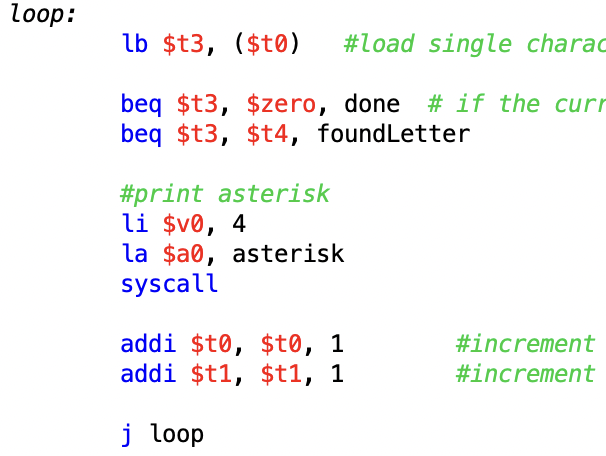 loop:
lb $t3, ($t0) #load single charac
beq $t3, $zero, done # if the curr
beq $t3, $t4, foundLetter
#print asterisk
li $v0, 4
la $a0, asterisk
syscall
addi $t0, $t0, 1 #increment
addi $t1, $t1, 1 #increment
j loop